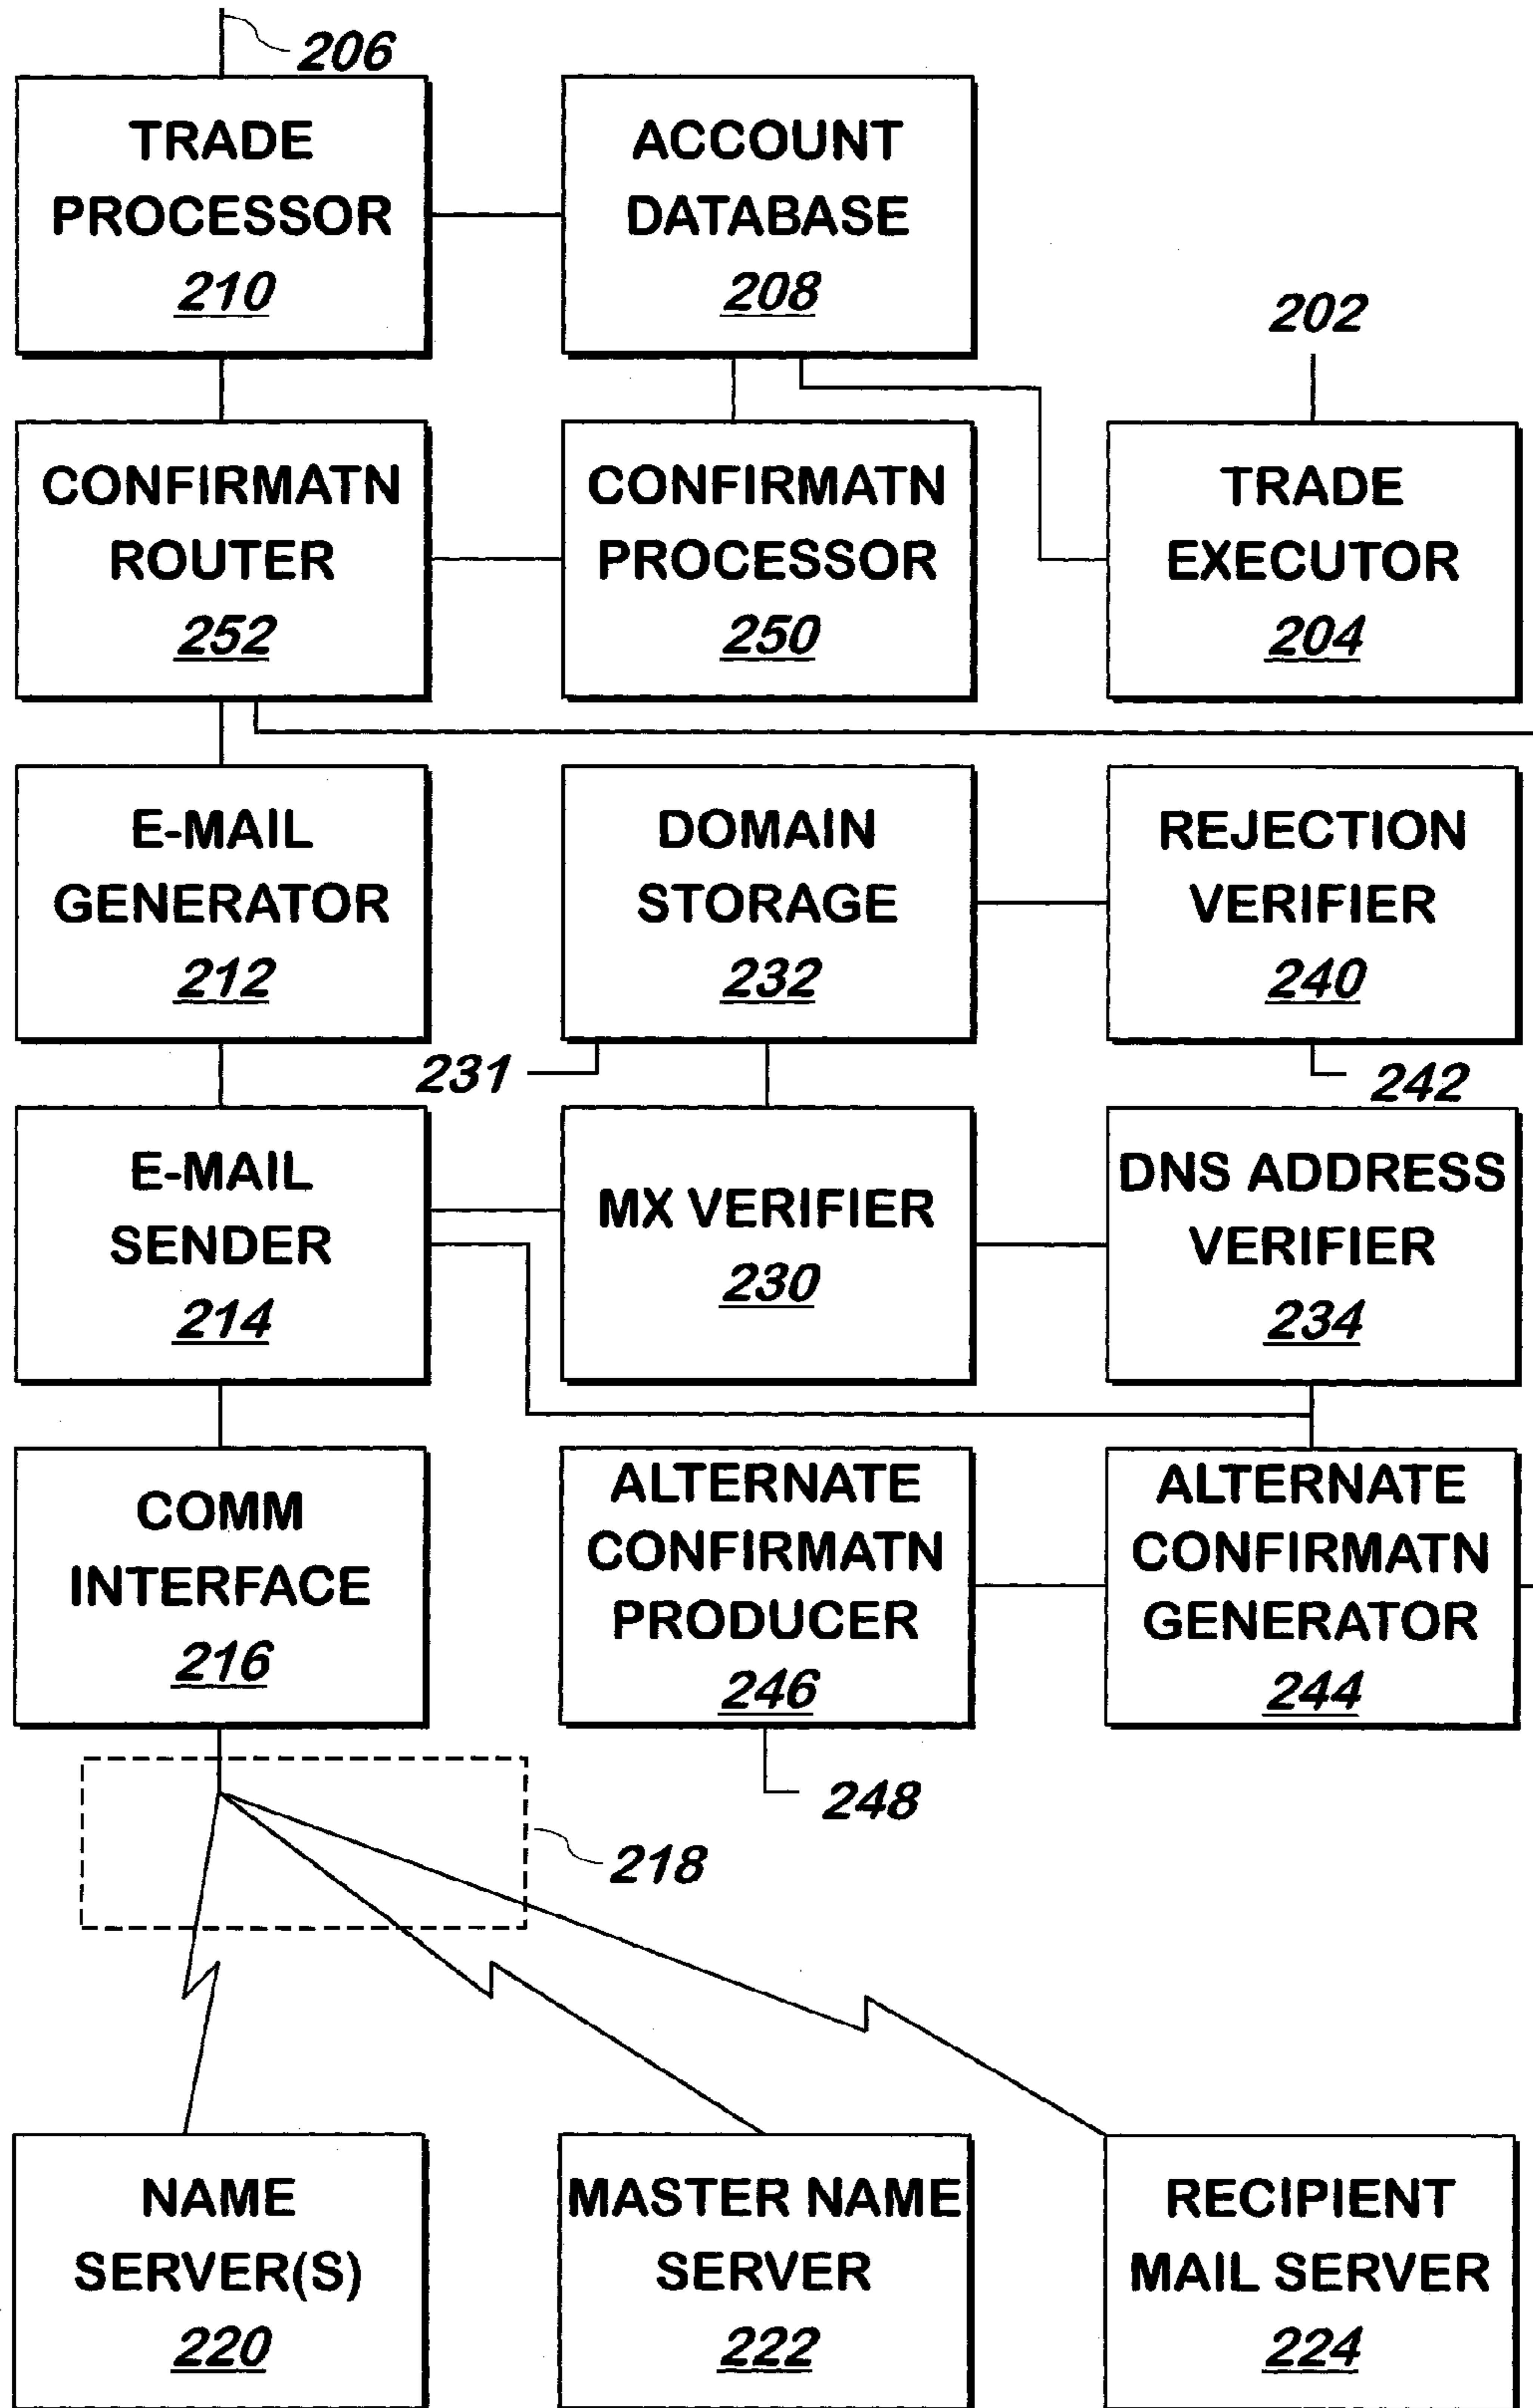 206
TRADE
PROCESSOR
210
ACCOUNT
DATABASE
208
202
CONFIRMATN
ROUTER
252
CONFIRMATN
PROCESSOR
250
TRADE
EXECUTOR
204
E-MAIL
GENERATOR
212
DOMAIN
STORAGE
232
REJECTION
VERIFIER
240
231
242
E-MAIL
SENDER
214
MX VERIFIER
230
DNS ADDRESS
VERIFIER
234
COMM
INTERFACE
216
ALTERNATE
CONFIRMATN
PRODUCER
246
ALTERNATE
CONFIRMATN
GENERATOR
244
248
218
NAME
SERVER(S)
220
MASTER NAME
SERVER
222
RECIPIENT
MAIL SERVER
224